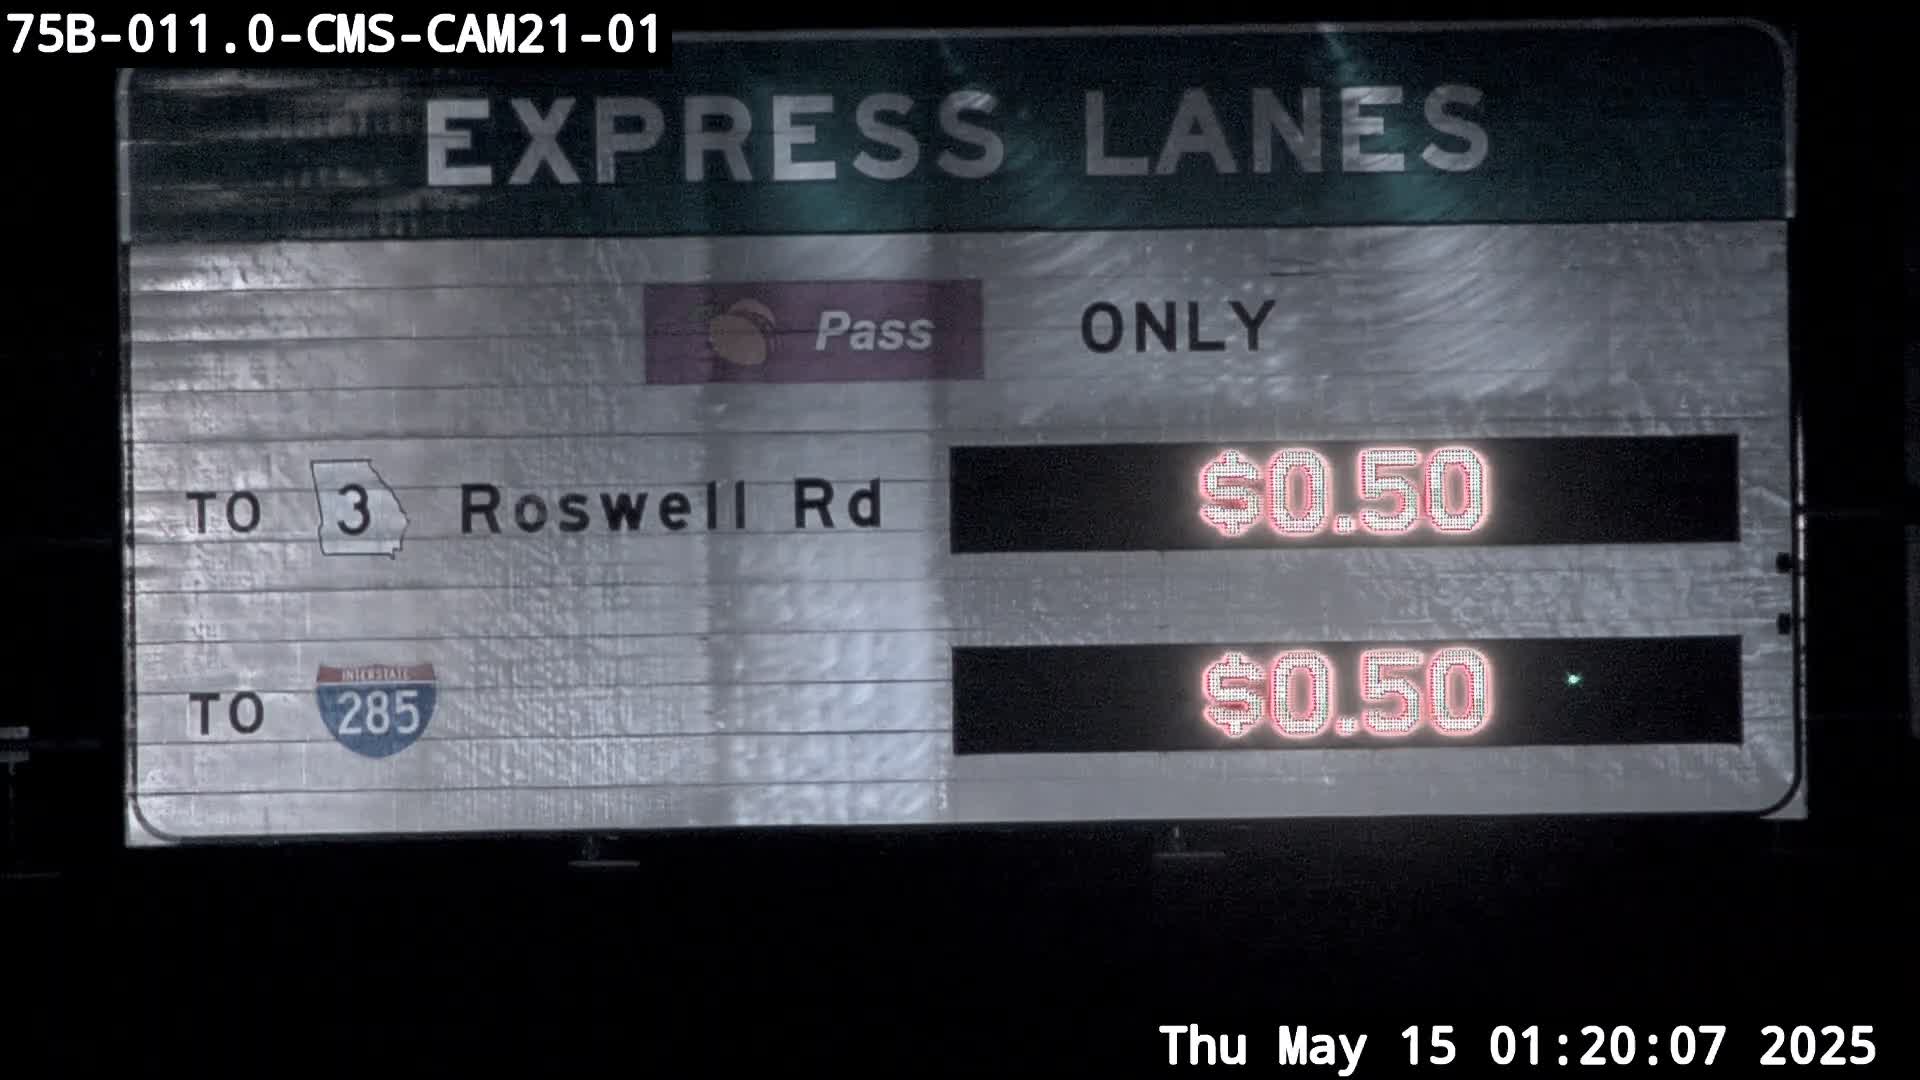 75B-011.0-CMS-CAM21-01
EXPRESS LANES
Pass ONLY
TO 3 Roswell Rd $0.50
TO INTERSTATE 285 $0.50
Thu May 15 01:20:07 2025